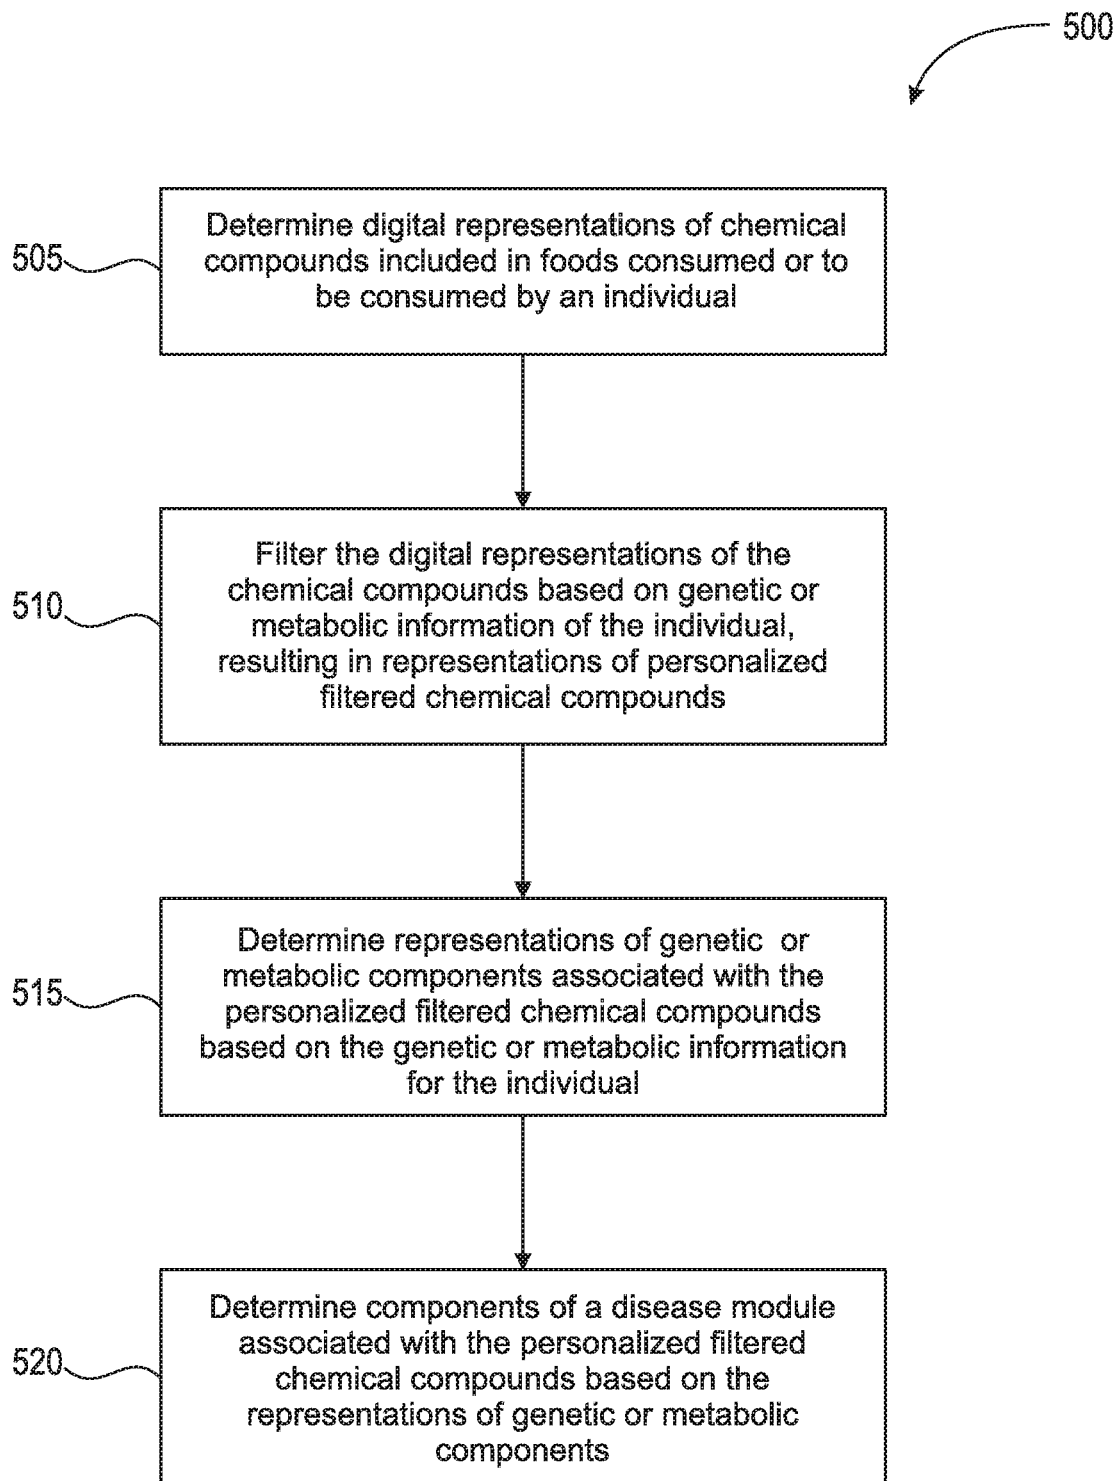 500
505
Determine digital representations of chemical
compounds included in foods consumed or to
be consumed by an individual
510
Filter the digital representations of the
chemical compounds based on genetic or
metabolic information of the individual,
resulting in representations of personalized
filtered chemical compounds
515
Determine representations of genetic or
metabolic components associated with the
personalized filtered chemical compounds
based on the genetic or metabolic information
for the individual
520
Determine components of a disease module
associated with the personalized filtered
chemical compounds based on the
representations of genetic or metabolic
components